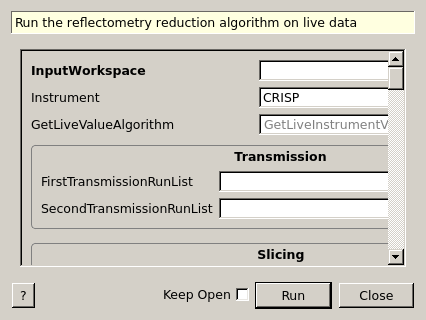 Run the reflectometry reduction algorithm on live data
InputWorkspace
Instrument CRISP
GetLiveValueAlgorithm GetLiveInstrumentV
Transmission
FirstTransmissionRunList
SecondTransmissionRunList
Slicing
? Keep Open Run Close